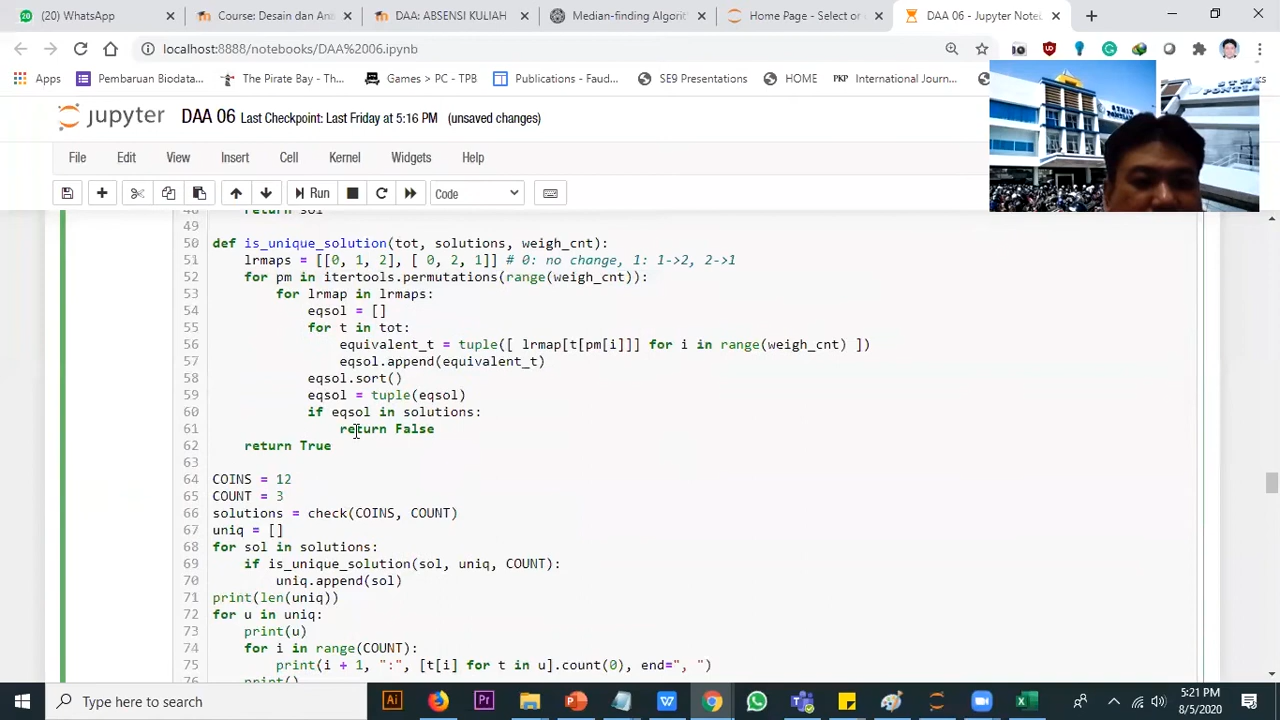 20 WhatsApp
Course: Desain dan An
DAA: ABSENSI KULIAH
Median-finding Algorit
Home Page - Select or
DAA 06 - Jupyter Note
localhost:8888/notebooks/DAA%2006.ipynb
Apps
Pembaruan Biodata...
The Pirate Bay - Th...
Games > PC - TPB
Publications - Faud...
SE9 Presentations
HOME
PKP International Journ...
jupyter DAA 06 Last Checkpoint: Last Friday at 5:16 PM (unsaved changes)
File Edit View Insert Cell Kernel Widgets Help
Run Code
48 return sol
49
50 def is_unique_solution(tot, solutions, weigh_cnt):
51 lrmaps = [[0, 1, 2], [ 0, 2, 1]] # 0: no change, 1: 1->2, 2->1
52 for pm in itertools.permutations(range(weigh_cnt)):
53 for lrmap in lrmaps:
54 eqsol = []
55 for t in tot:
56 equivalent_t = tuple([ lrmap[t[pm[i]]] for i in range(weigh_cnt) ])
57 eqsol.append(equivalent_t)
58 eqsol.sort()
59 eqsol = tuple(eqsol)
60 if eqsol in solutions:
61 return False
62 return True
63
64 COINS = 12
65 COUNT = 3
66 solutions = check(COINS, COUNT)
67 uniq = []
68 for sol in solutions:
69 if is_unique_solution(sol, uniq, COUNT):
70 uniq.append(sol)
71 print(len(uniq))
72 for u in uniq:
73 print(u)
74 for i in range(COUNT):
75 print(i + 1, ":", [t[i] for t in u].count(0), end=", ")
76 print()
Type here to search
5:21 PM
8/5/2020